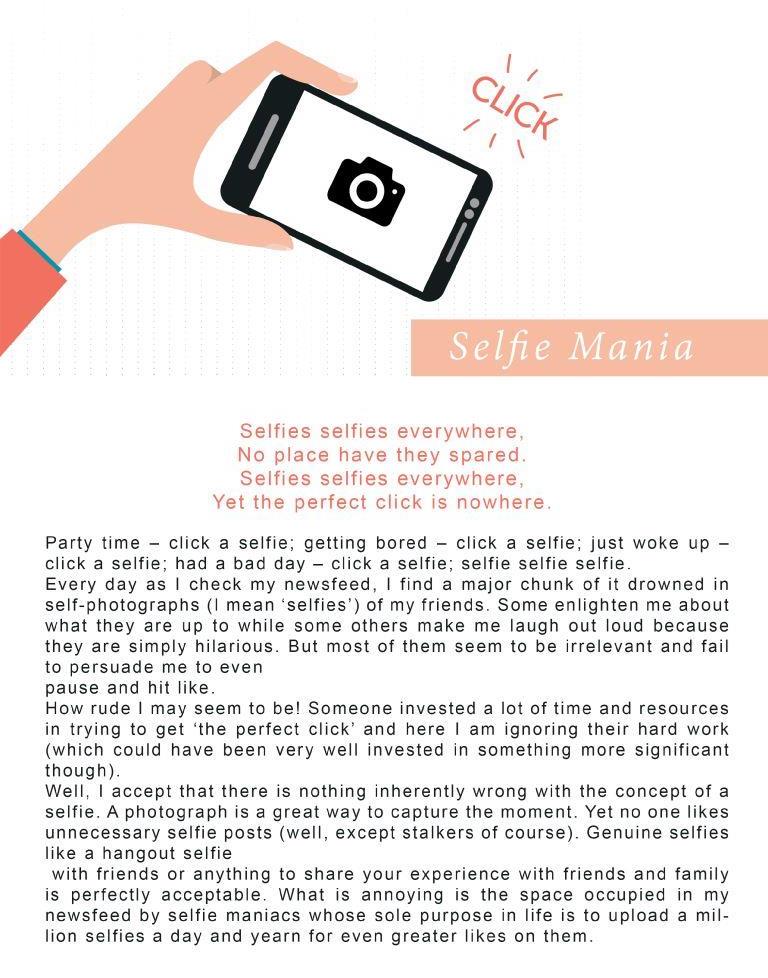 CLICK
Selfie Mania
Selfies selfies everywhere,
No place have they spared.
Selfies selfies everywhere,
Yet the perfect click is nowhere.
Party time – click a selfie; getting bored – click a selfie; just woke up –
click a selfie; had a bad day – click a selfie; selfie selfie selfie.
Every day as I check my newsfeed, I find a major chunk of it drowned in
self-photographs (I mean ‘selfies’) of my friends. Some enlighten me about
what they are up to while some others make me laugh out loud because
they are simply hilarious. But most of them seem to be irrelevant and fail
to persuade me to even
pause and hit like.
How rude I may seem to be! Someone invested a lot of time and resources
in trying to get ‘the perfect click’ and here I am ignoring their hard work
(which could have been very well invested in something more significant
though).
Well, I accept that there is nothing inherently wrong with the concept of a
selfie. A photograph is a great way to capture the moment. Yet no one likes
unnecessary selfie posts (well, except stalkers of course). Genuine selfies
like a hangout selfie
with friends or anything to share your experience with friends and family
is perfectly acceptable. What is annoying is the space occupied in my
newsfeed by selfie maniacs whose sole purpose in life is to upload a mil-
lion selfies a day and yearn for even greater likes on them.